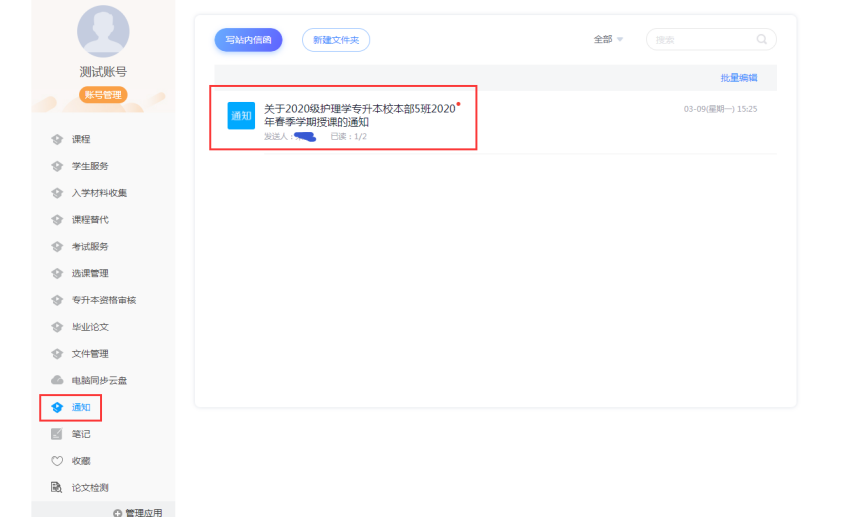 测试账号
账号管理
课程
学生服务
入学材料收集
课程替代
考试服务
选课管理
专升本资格审核
毕业论文
文件管理
电脑同步云盘
通知
笔记
收藏
论文检测
管理应用
写站内信函
新建文件夹
全部
搜索
批量编辑
通知
关于2020级护理学专升本校本部5班2020
年春季学期授课的通知
发送人：
已读：1/2
03-09(星期一) 15:25